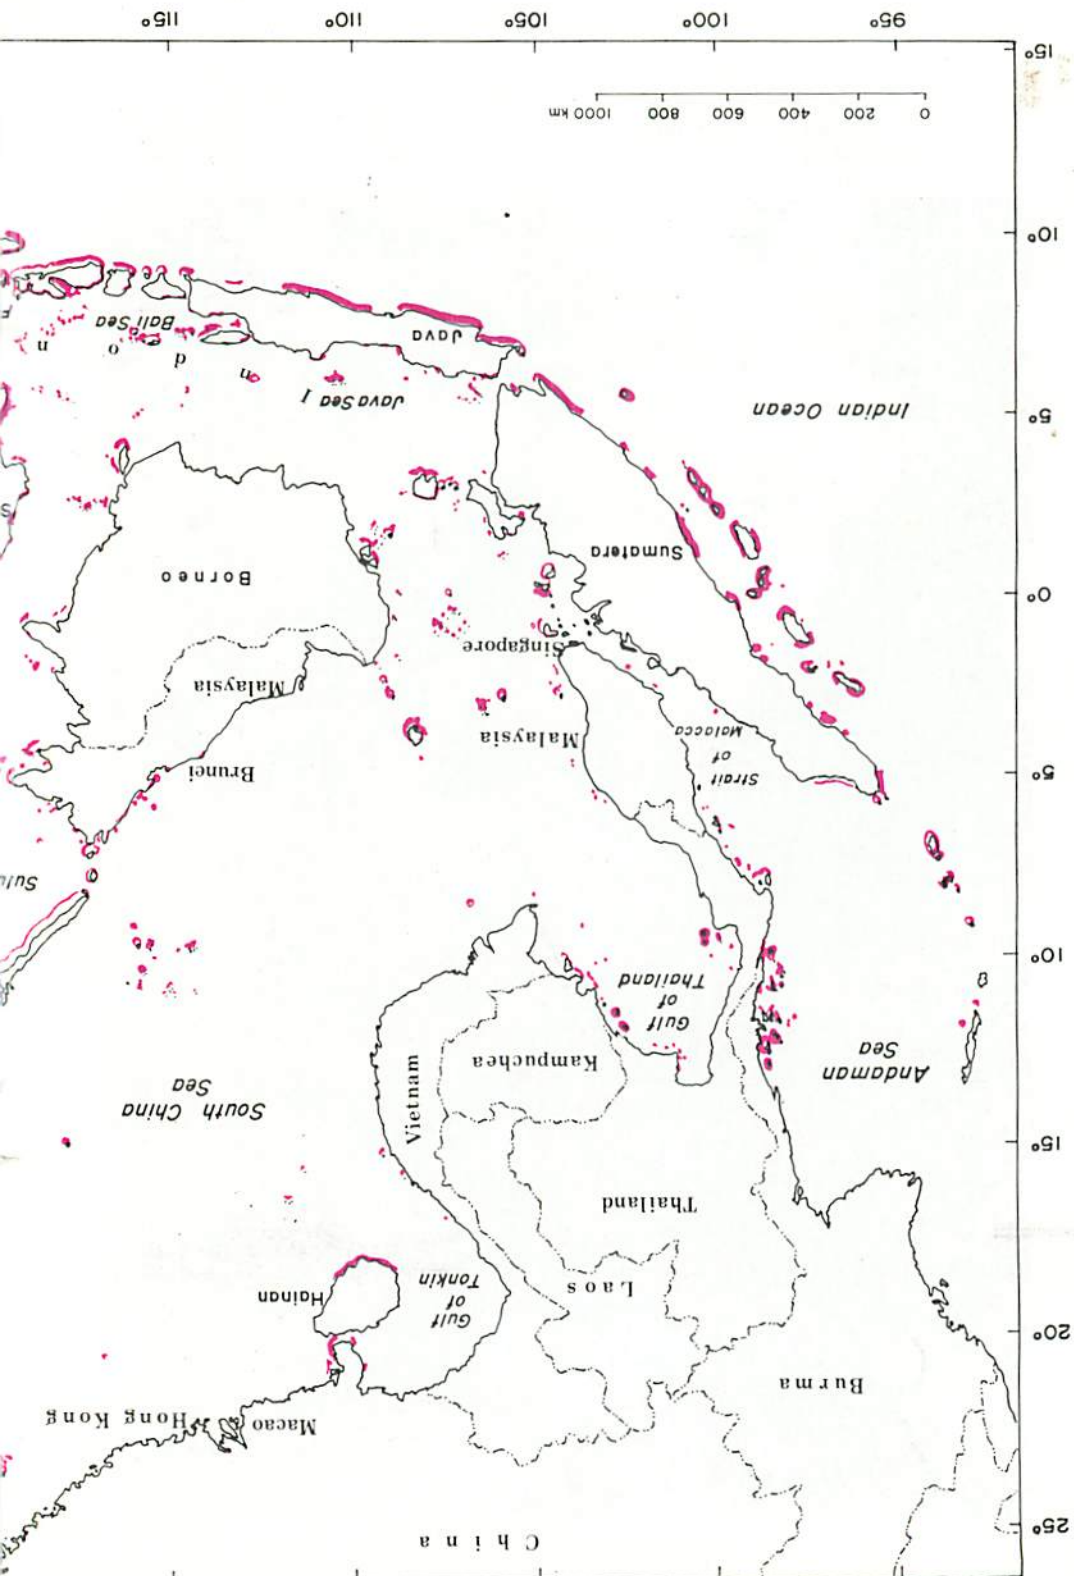 25°
China
Hong Kong
Macao
Burma
20°
Hainan
Gulf
of
Tonkin
Laos
Thailand
15°
South China
Sea
Vietnam
Kampuchea
Andaman
Sea
Gulf
of
Thailand
10°
Sulu
5°
Brunei
Strait
of
Malacca
Malaysia
Malaysia
Singapore
0°
Borneo
Sumatera
S
5°
Indian Ocean
Java Sea
I n d o n
Java
Bali Sea
F
10°
0 200 400 600 800 1000 km
15°
95° 100° 105° 110° 115°